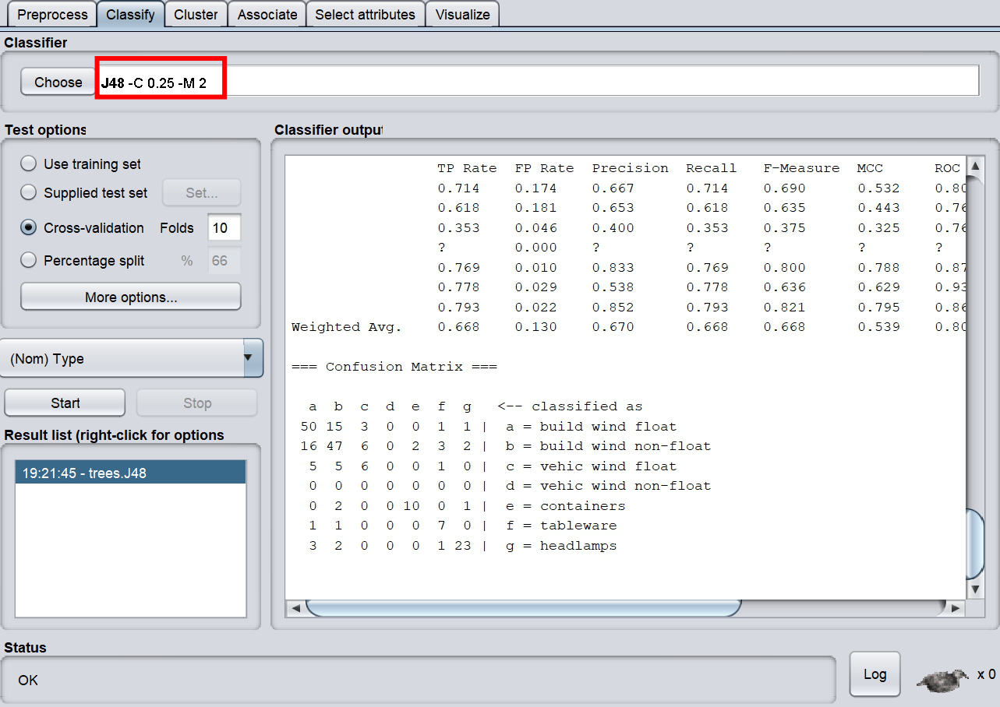 Preprocess Classify Cluster Associate Select attributes Visualize
Classifier
Choose J48 -C 0.25 -M 2
Test options
Use training set
Supplied test set Set...
Cross-validation Folds 10
Percentage split % 66
More options...
(Nom) Type
Start Stop
Result list (right-click for options
19:21:45 - trees.J48
Classifier output
TP Rate FP Rate Precision Recall F-Measure MCC ROC
0.714 0.174 0.667 0.714 0.690 0.532 0.80
0.618 0.181 0.653 0.618 0.635 0.443 0.76
0.353 0.046 0.400 0.353 0.375 0.325 0.76
? 0.000 ? ? ? ? ?
0.769 0.010 0.833 0.769 0.800 0.788 0.87
0.778 0.029 0.538 0.778 0.636 0.629 0.93
0.793 0.022 0.852 0.793 0.821 0.795 0.86
Weighted Avg. 0.668 0.130 0.670 0.668 0.668 0.539 0.80
=== Confusion Matrix ===
a b c d e f g <-- classified as
50 15 3 0 0 1 1 | a = build wind float
16 47 6 0 2 3 2 | b = build wind non-float
5 5 6 0 0 1 0 | c = vehic wind float
0 0 0 0 0 0 0 | d = vehic wind non-float
0 2 0 0 10 0 1 | e = containers
1 1 0 0 0 7 0 | f = tableware
3 2 0 0 0 1 23 | g = headlamps
Status
OK
Log x 0